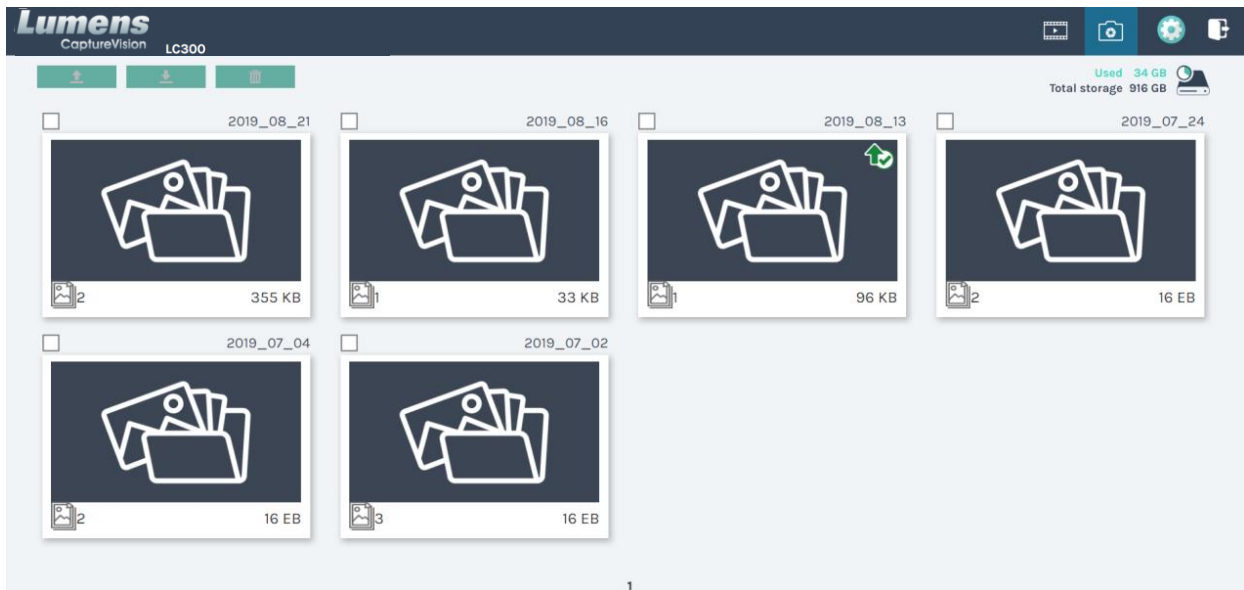 Lumens
CaptureVision LC300
Used 34 GB
Total storage 916 GB
2019_08_21
2019_08_16
2019_08_13
2019_07_24
2 355 KB
1 33 KB
1 96 KB
2 16 EB
2019_07_04
2019_07_02
2 16 EB
3 16 EB
1